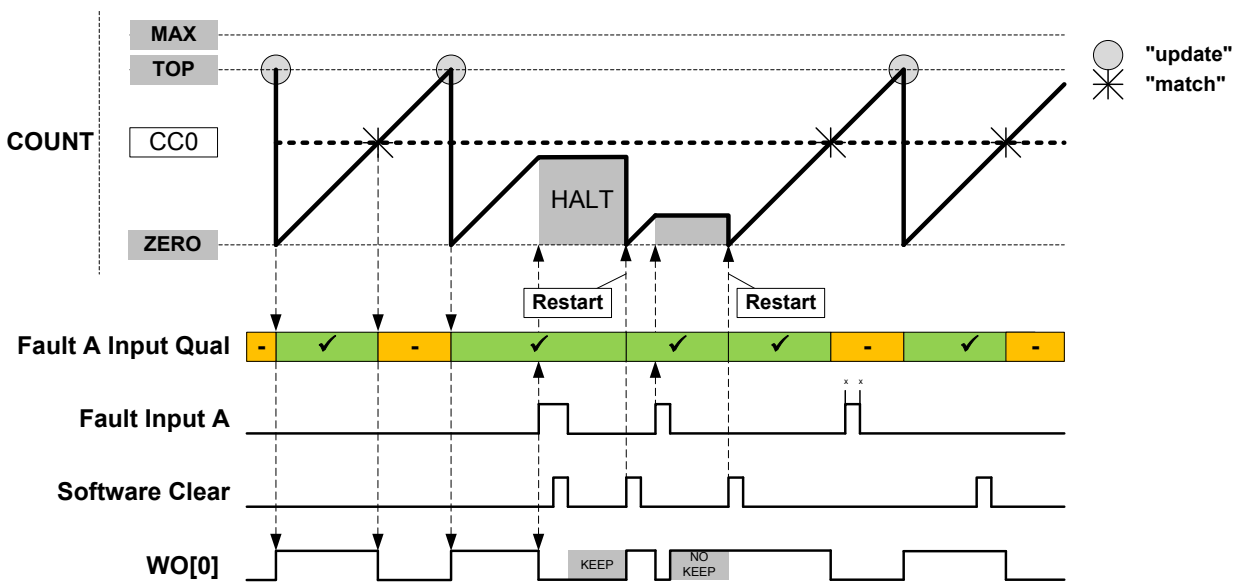 MAX
TOP
"update"
"match"
COUNT
CC0
HALT
ZERO
Restart
Restart
Fault A Input Qual
- ✓ - ✓ ✓ ✓ - ✓ -
x x
Fault Input A
Software Clear
WO[0]
KEEP
NO
KEEP